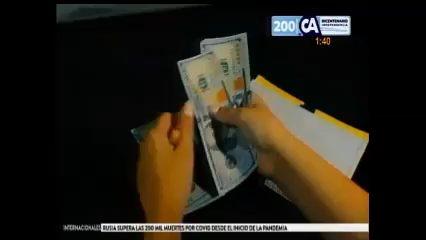 200 CA BICENTENARIO
INDEPENDENCIA
1:40
INTERNACIONALES RUSIA SUPERA LAS 200 MIL MUERTES POR COVID DESDE EL INICIO DE LA PANDEMIA